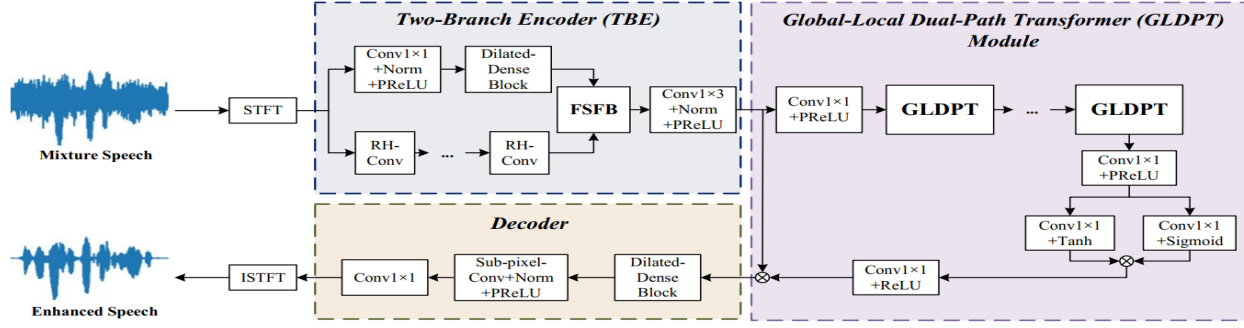 Two-Branch Encoder (TBE)
Global-Local Dual-Path Transformer (GLDPT)
Module
Mixture Speech
STFT
Conv1×1
+Norm
+PReLU
Dilated-
Dense
Block
RH-
Conv
...
RH-
Conv
FSFB
Conv1×3
+Norm
+PReLU
Conv1×1
+PReLU
GLDPT
...
GLDPT
Conv1×1
+PReLU
Conv1×1
+Tanh
Conv1×1
+Sigmoid
Conv1×1
+ReLU
Decoder
Dilated-
Dense
Block
Sub-pixel-
Conv+Norm
+PReLU
Conv1×1
ISTFT
Enhanced Speech